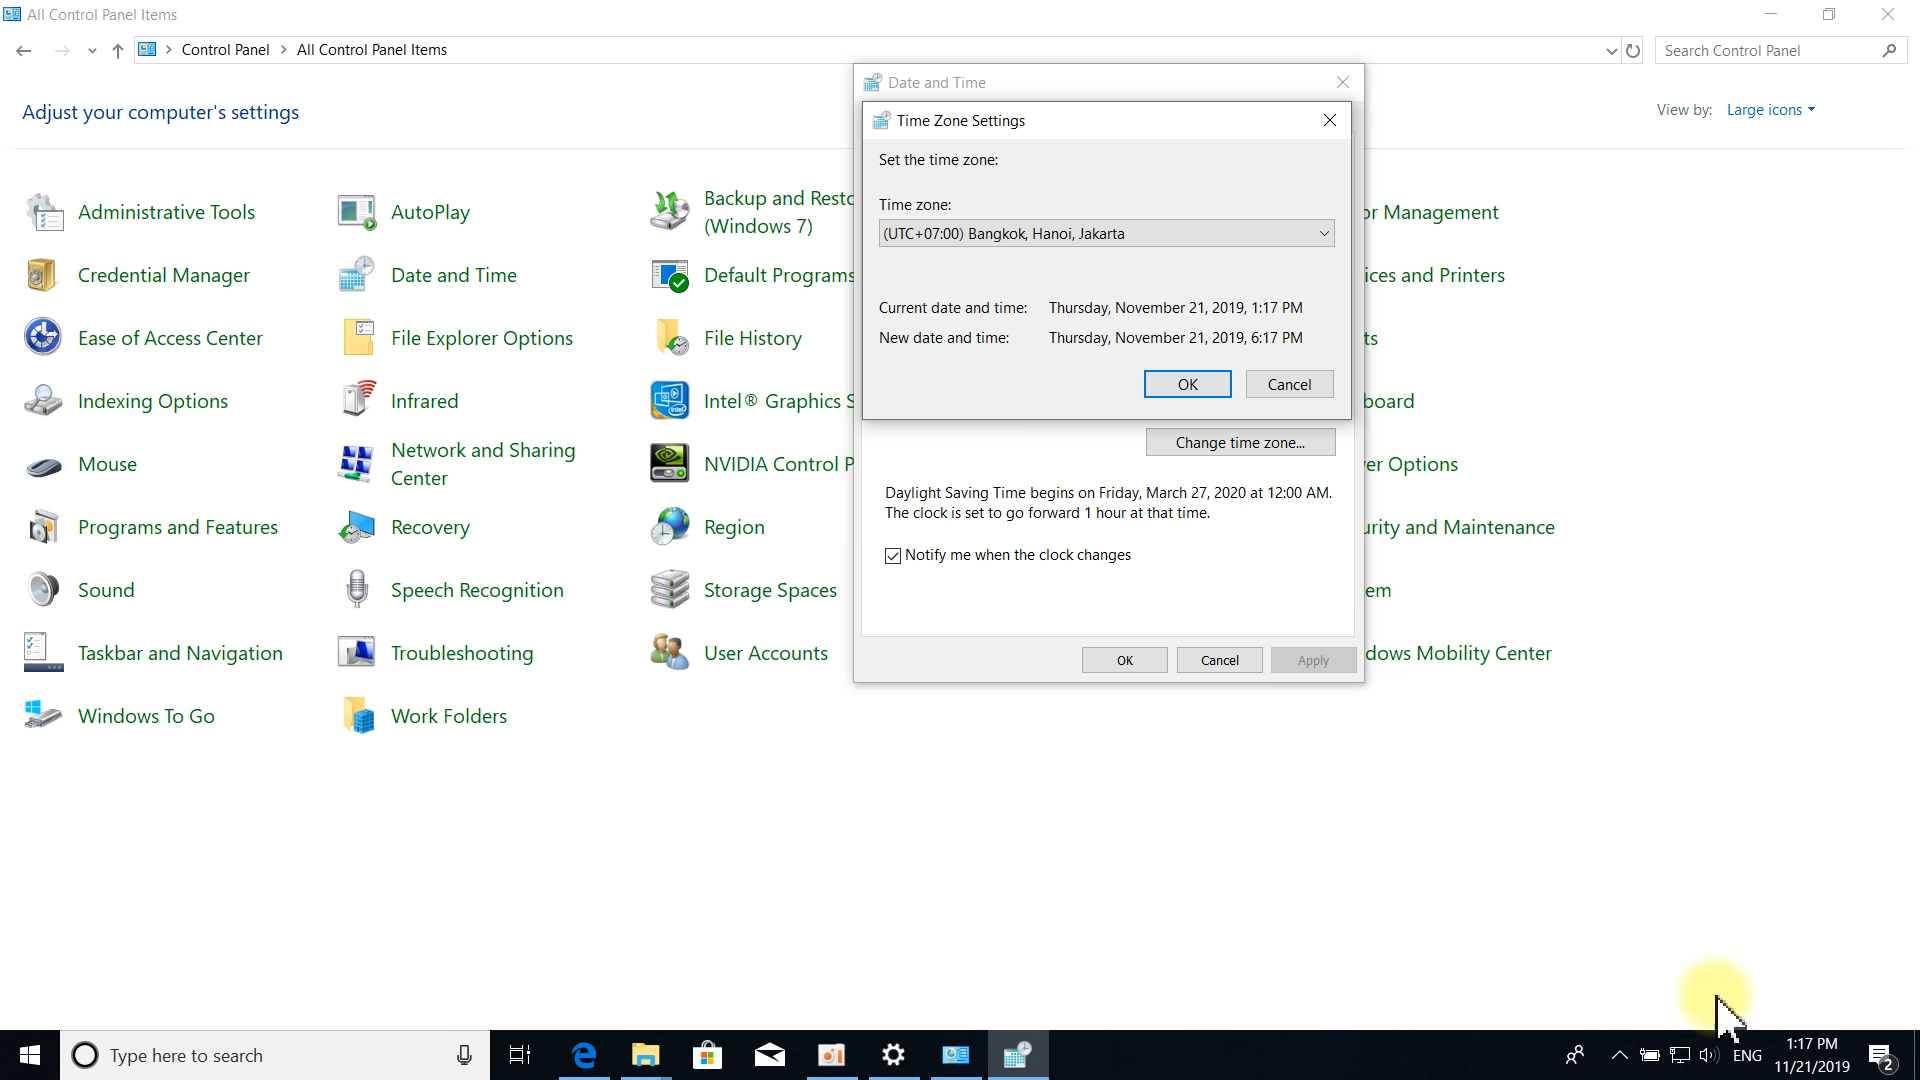 All Control Panel Items
Control Panel > All Control Panel Items
Search Control Panel
Adjust your computer's settings
View by: Large icons
Administrative Tools
AutoPlay
Backup and Resto
(Windows 7)
or Management
Credential Manager
Date and Time
Default Programs
ices and Printers
Ease of Access Center
File Explorer Options
File History
ts
Indexing Options
Infrared
Intel® Graphics S
board
Mouse
Network and Sharing
Center
NVIDIA Control P
er Options
Programs and Features
Recovery
Region
urity and Maintenance
Sound
Speech Recognition
Storage Spaces
em
Taskbar and Navigation
Troubleshooting
User Accounts
dows Mobility Center
Windows To Go
Work Folders
Date and Time
Time Zone Settings
Set the time zone:
Time zone:
(UTC+07:00) Bangkok, Hanoi, Jakarta
Current date and time: Thursday, November 21, 2019, 1:17 PM
New date and time: Thursday, November 21, 2019, 6:17 PM
OK Cancel
Change time zone...
Daylight Saving Time begins on Friday, March 27, 2020 at 12:00 AM.
The clock is set to go forward 1 hour at that time.
Notify me when the clock changes
OK Cancel Apply
Type here to search
ENG
1:17 PM
11/21/2019
2